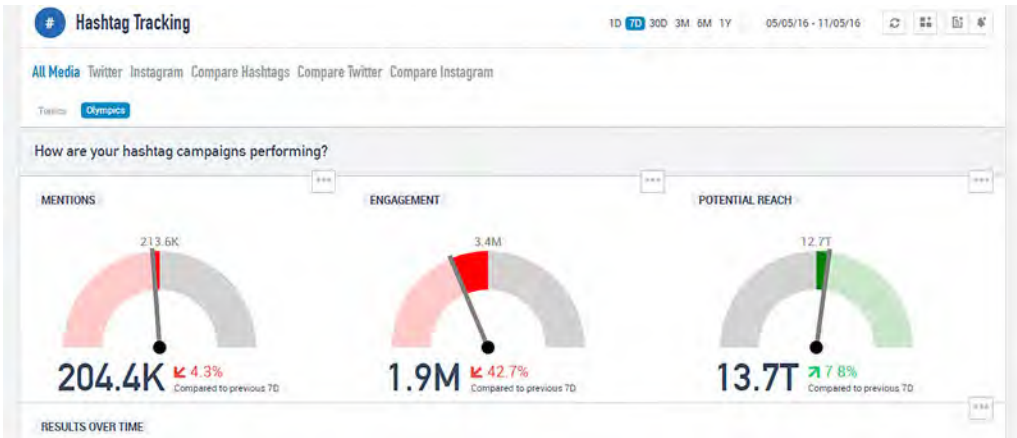 # Hashtag Tracking
1D 7D 30D 3M 6M 1Y 05/05/16 - 11/05/16
All Media Twitter Instagram Compare Hashtags Compare Twitter Compare Instagram
Topics Olympics
How are your hashtag campaigns performing?
MENTIONS
213.6K
204.4K 4.3%
Compared to previous 7D
ENGAGEMENT
3.4M
1.9M 42.7%
Compared to previous 7D
POTENTIAL REACH
12.7T
13.7T 7.8%
Compared to previous 7D
RESULTS OVER TIME